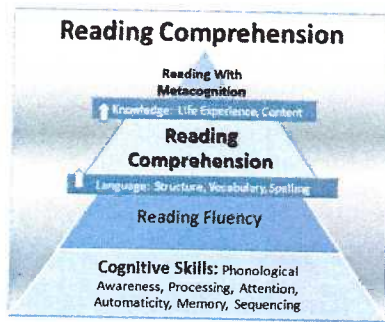 Reading Comprehension
Reading With
Metacognition
Knowledge: Life Experience, Content
Reading
Comprehension
Language: Structure, Vocabulary, Spelling
Reading Fluency
Cognitive Skills: Phonological
Awareness, Processing, Attention,
Automaticity, Memory, Sequencing